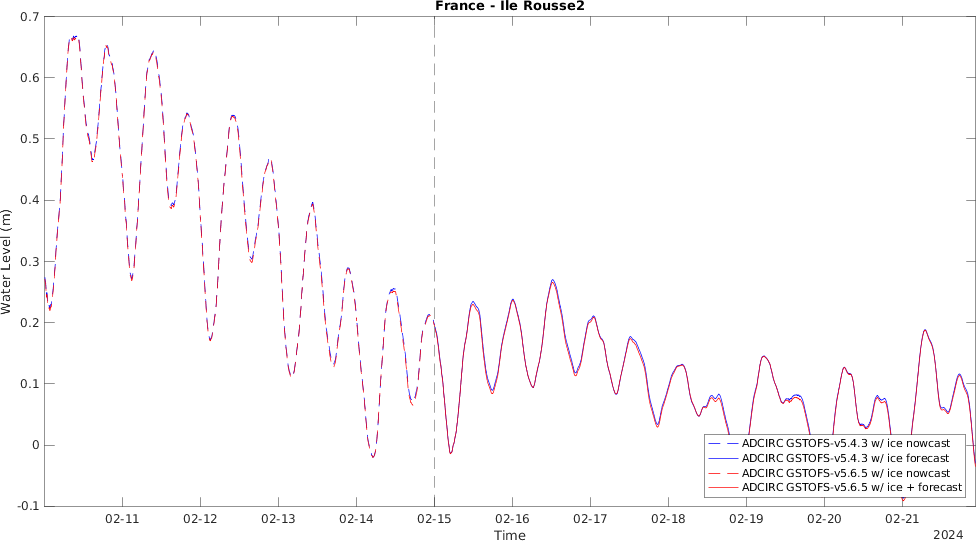 France - Ile Rousse2
0.7
0.6
0.5
0.4
0.3
0.2
0.1
0
-0.1
Water Level (m)
02-11 02-12 02-13 02-14 02-15 02-16 02-17 02-18 02-19 02-20 02-21
Time
2024
ADCIRC GSTOFS-v5.4.3 w/ ice nowcast
ADCIRC GSTOFS-v5.4.3 w/ ice forecast
ADCIRC GSTOFS-v5.6.5 w/ ice nowcast
ADCIRC GSTOFS-v5.6.5 w/ ice + forecast